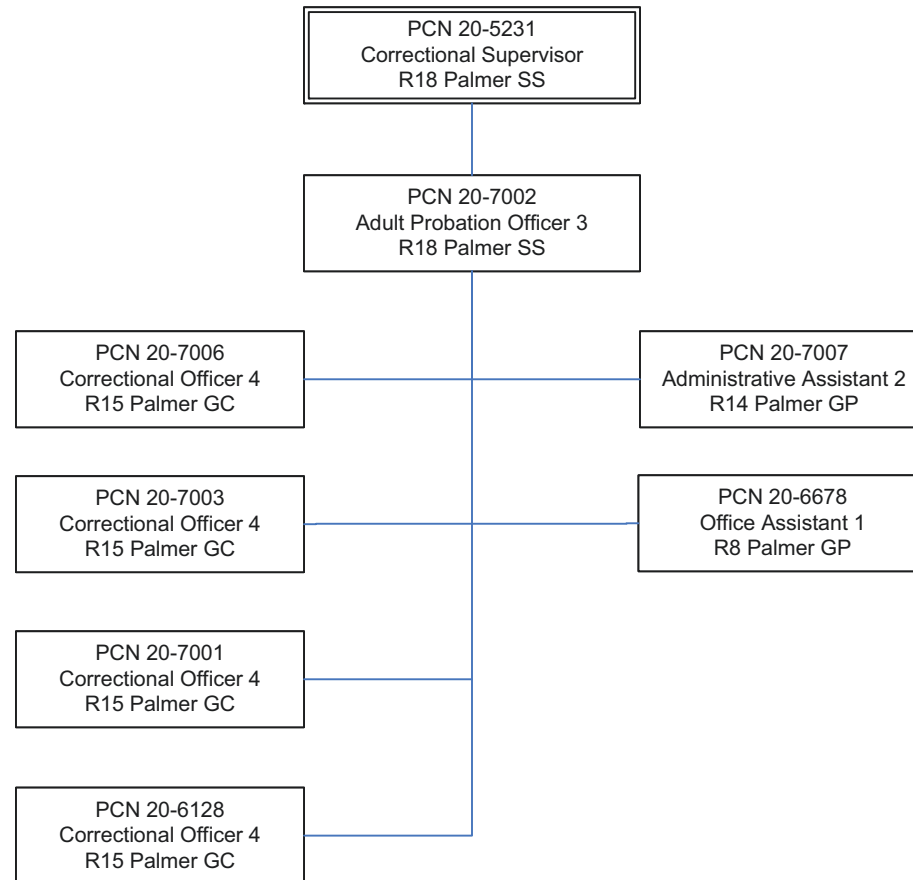 PCN 20-5231
Correctional Supervisor
R18 Palmer SS
PCN 20-7002
Adult Probation Officer 3
R18 Palmer SS
PCN 20-7006
Correctional Officer 4
R15 Palmer GC
PCN 20-7007
Administrative Assistant 2
R14 Palmer GP
PCN 20-7003
Correctional Officer 4
R15 Palmer GC
PCN 20-6678
Office Assistant 1
R8 Palmer GP
PCN 20-7001
Correctional Officer 4
R15 Palmer GC
PCN 20-6128
Correctional Officer 4
R15 Palmer GC